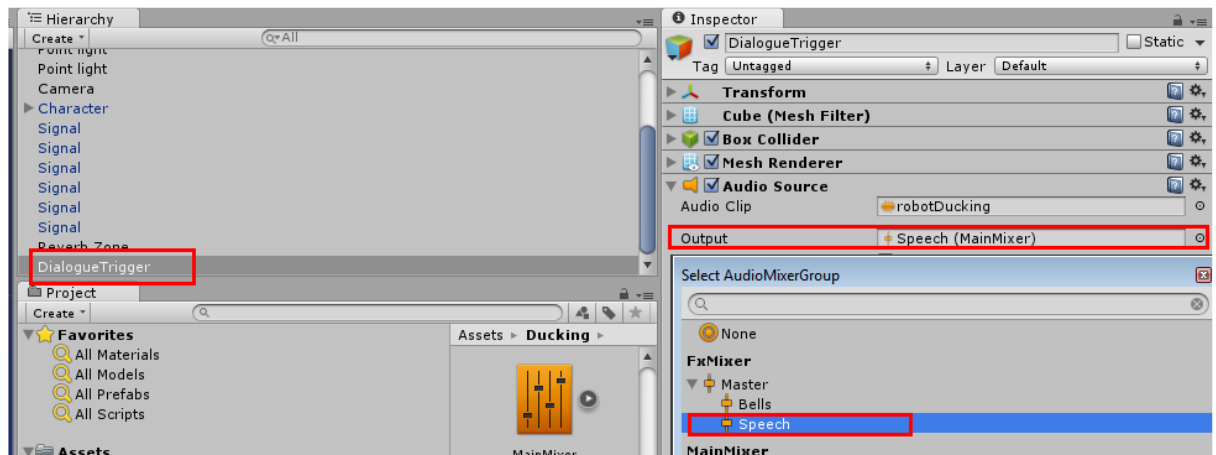 Hierarchy
Create
All
Point light
Point light
Camera
Character
Signal
Signal
Signal
Signal
Signal
Signal
Reverb Zone
DialogueTrigger
Project
Create
Favorites
All Materials
All Models
All Prefabs
All Scripts
Assets
Assets Ducking
MainMixer
Inspector
DialogueTrigger Static
Tag Untagged Layer Default
Transform
Cube (Mesh Filter)
Box Collider
Mesh Renderer
Audio Source
Audio Clip robotDucking
Output Speech (MainMixer)
Select AudioMixerGroup
None
FxMixer
Master
Bells
Speech
MainMixer